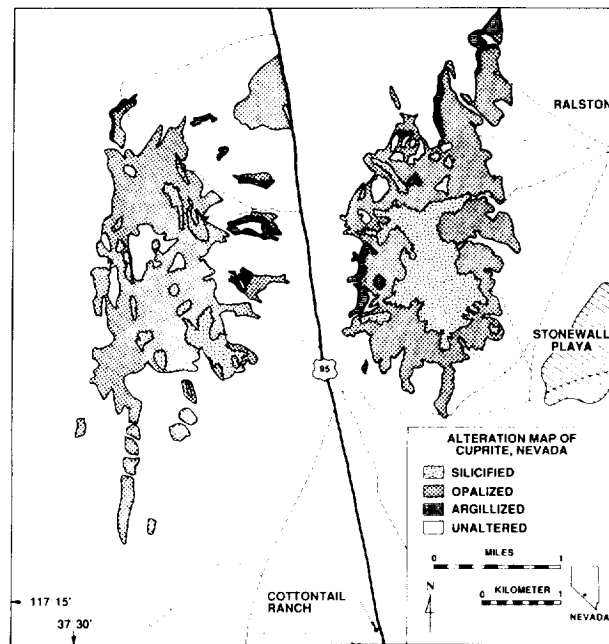 RALSTON
STONEWALL
PLAYA
95
ALTERATION MAP OF
CUPRITE, NEVADA
SILICIFIED
OPALIZED
ARGILLIZED
UNALTERED
0 MILES 1
0 KILOMETER 1
N
NEVADA
COTTONTAIL
RANCH
117 15'
37 30'